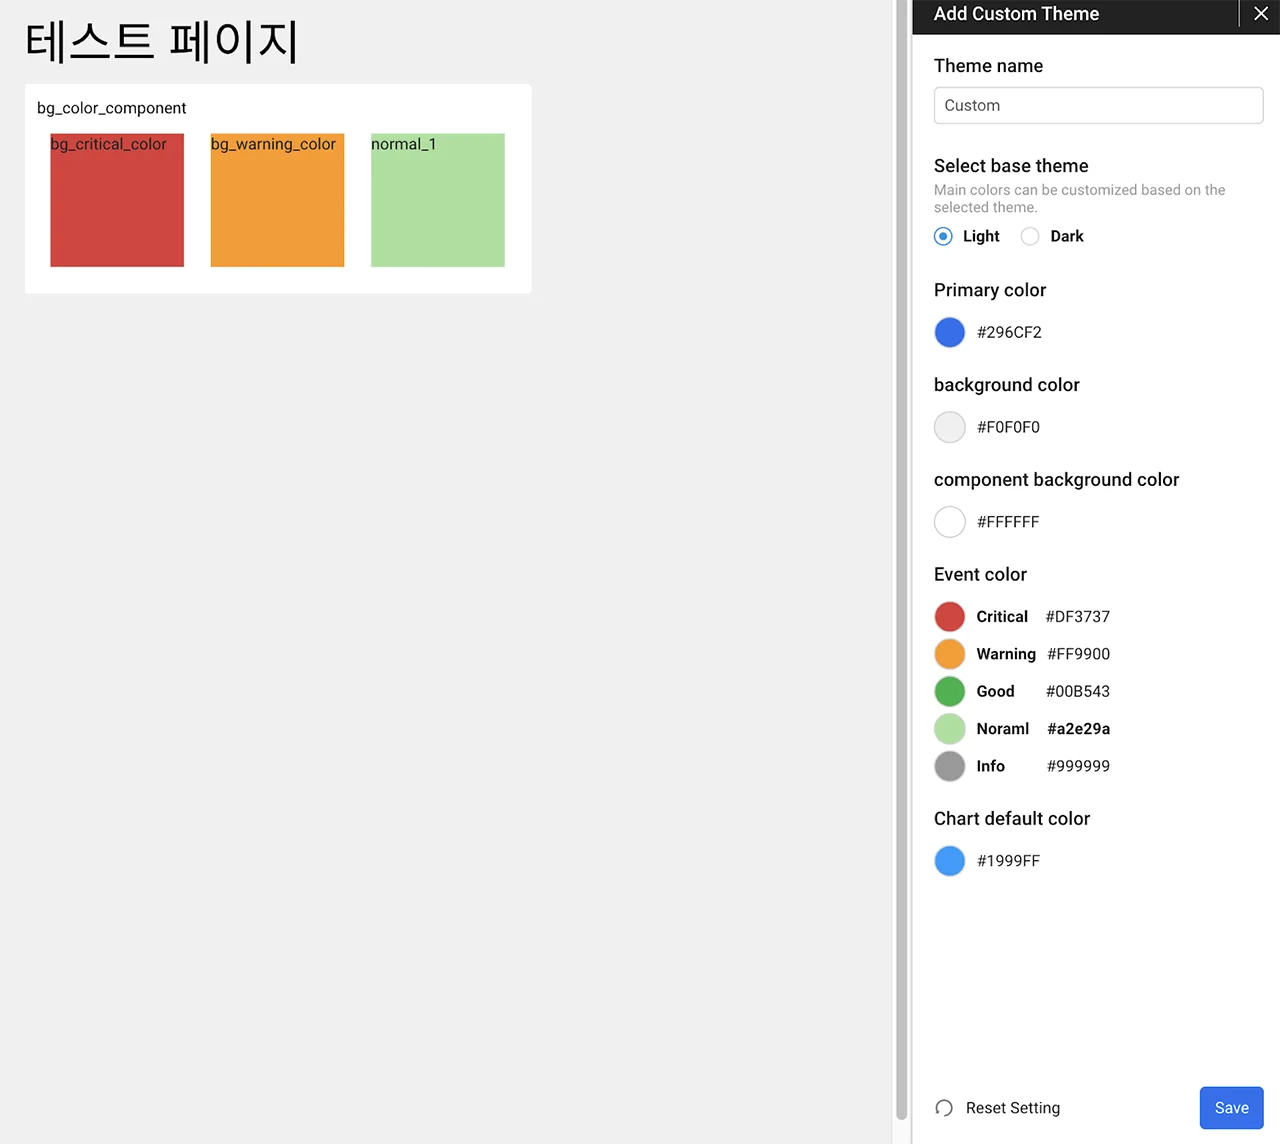 테스트 페이지
bg_color_component
bg_critical_color
bg_warning_color
normal_1
Add Custom Theme
Theme name
Custom
Select base theme
Main colors can be customized based on the
selected theme.
Light Dark
Primary color
#296CF2
background color
#F0F0F0
component background color
#FFFFFF
Event color
Critical #DF3737
Warning #FF9900
Good #00B543
Noraml #a2e29a
Info #999999
Chart default color
#1999FF
Reset Setting
Save